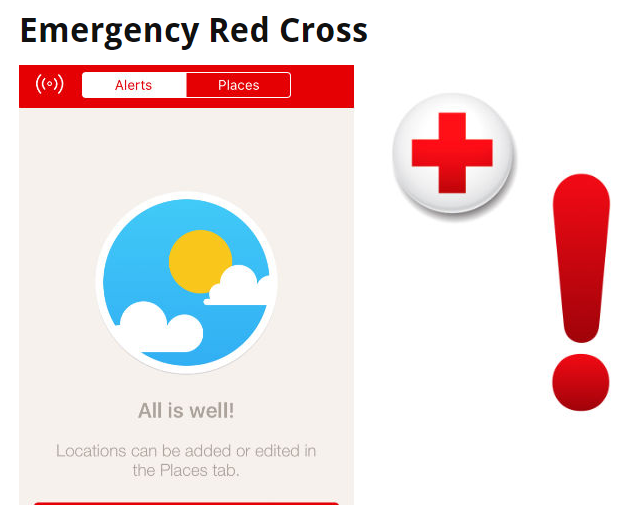 Emergency Red Cross
Alerts
Places
All is well!
Locations can be added or edited in
the Places tab.